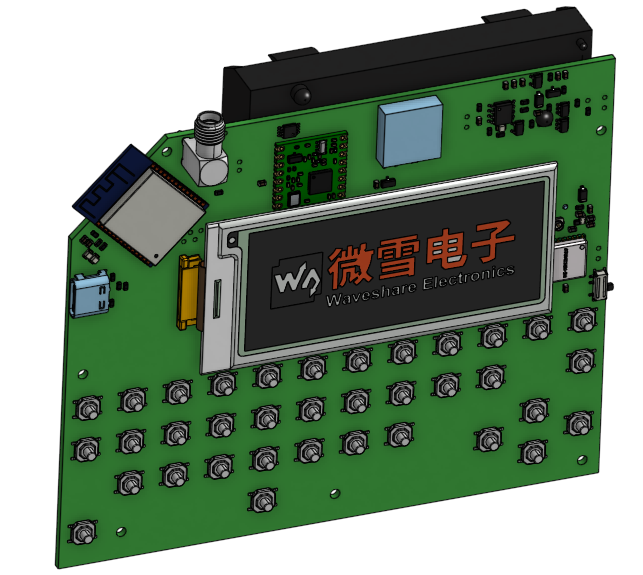 微雪电子
Waveshare Electronics